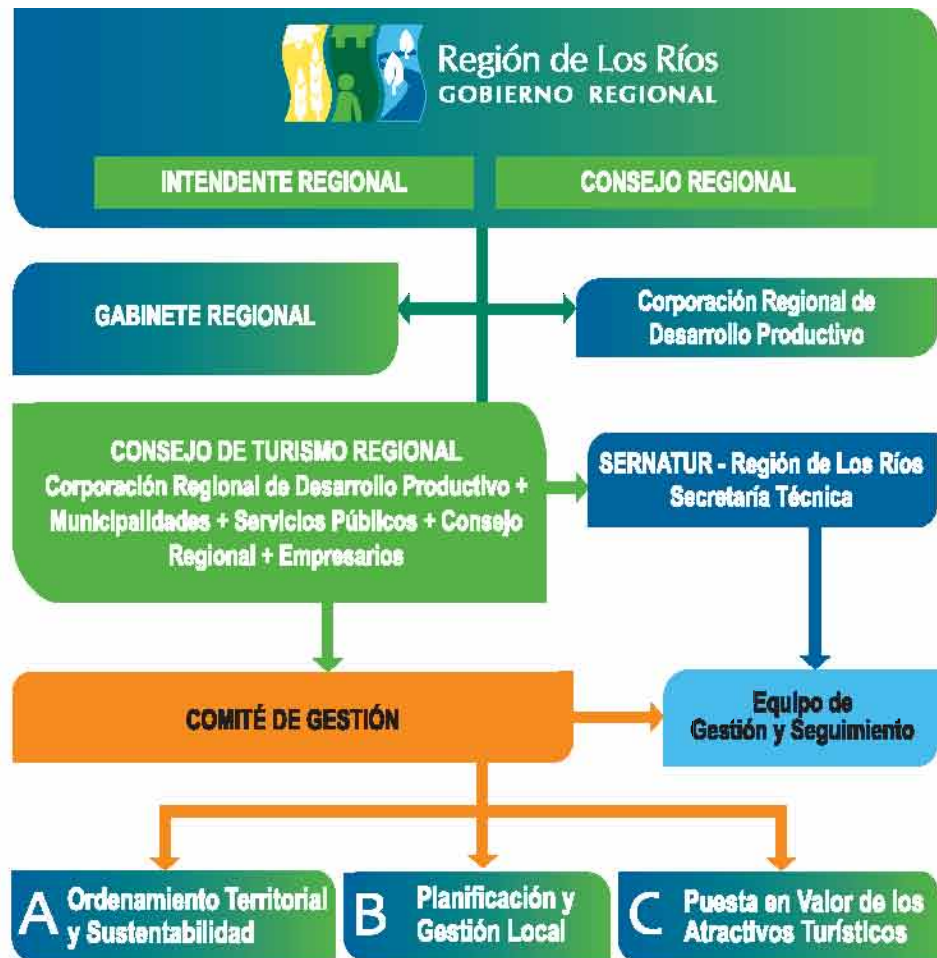 Región de Los Ríos
GOBIERNO REGIONAL
INTENDENTE REGIONAL
CONSEJO REGIONAL
GABINETE REGIONAL
Corporación Regional de
Desarrollo Productivo
CONSEJO DE TURISMO REGIONAL
Corporación Regional de Desarrollo Productivo +
Municipalidades + Servicios Públicos + Consejo
Regional + Empresarios
SERNATUR - Región de Los Ríos
Secretaría Técnica
COMITÉ DE GESTIÓN
Equipo de
Gestión y Seguimiento
A Ordenamiento Territorial
y Sustentabilidad
B Planificación y
Gestión Local
C Puesta en Valor de los
Atractivos Turísticos